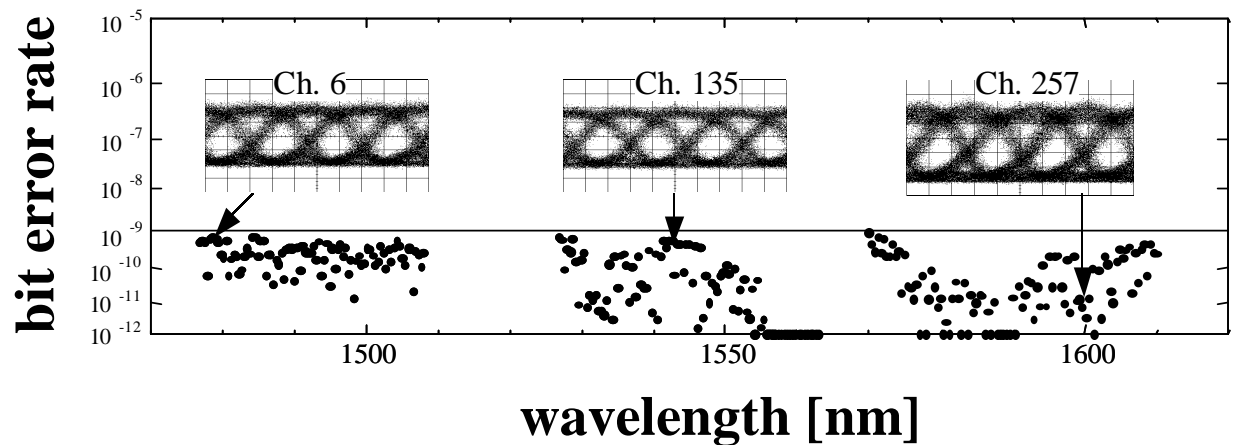 bit error rate
10 -5
10 -6
10 -7
10 -8
10 -9
10 -10
10 -11
10 -12
Ch. 6
Ch. 135
Ch. 257
1500
1550
1600
wavelength [nm]